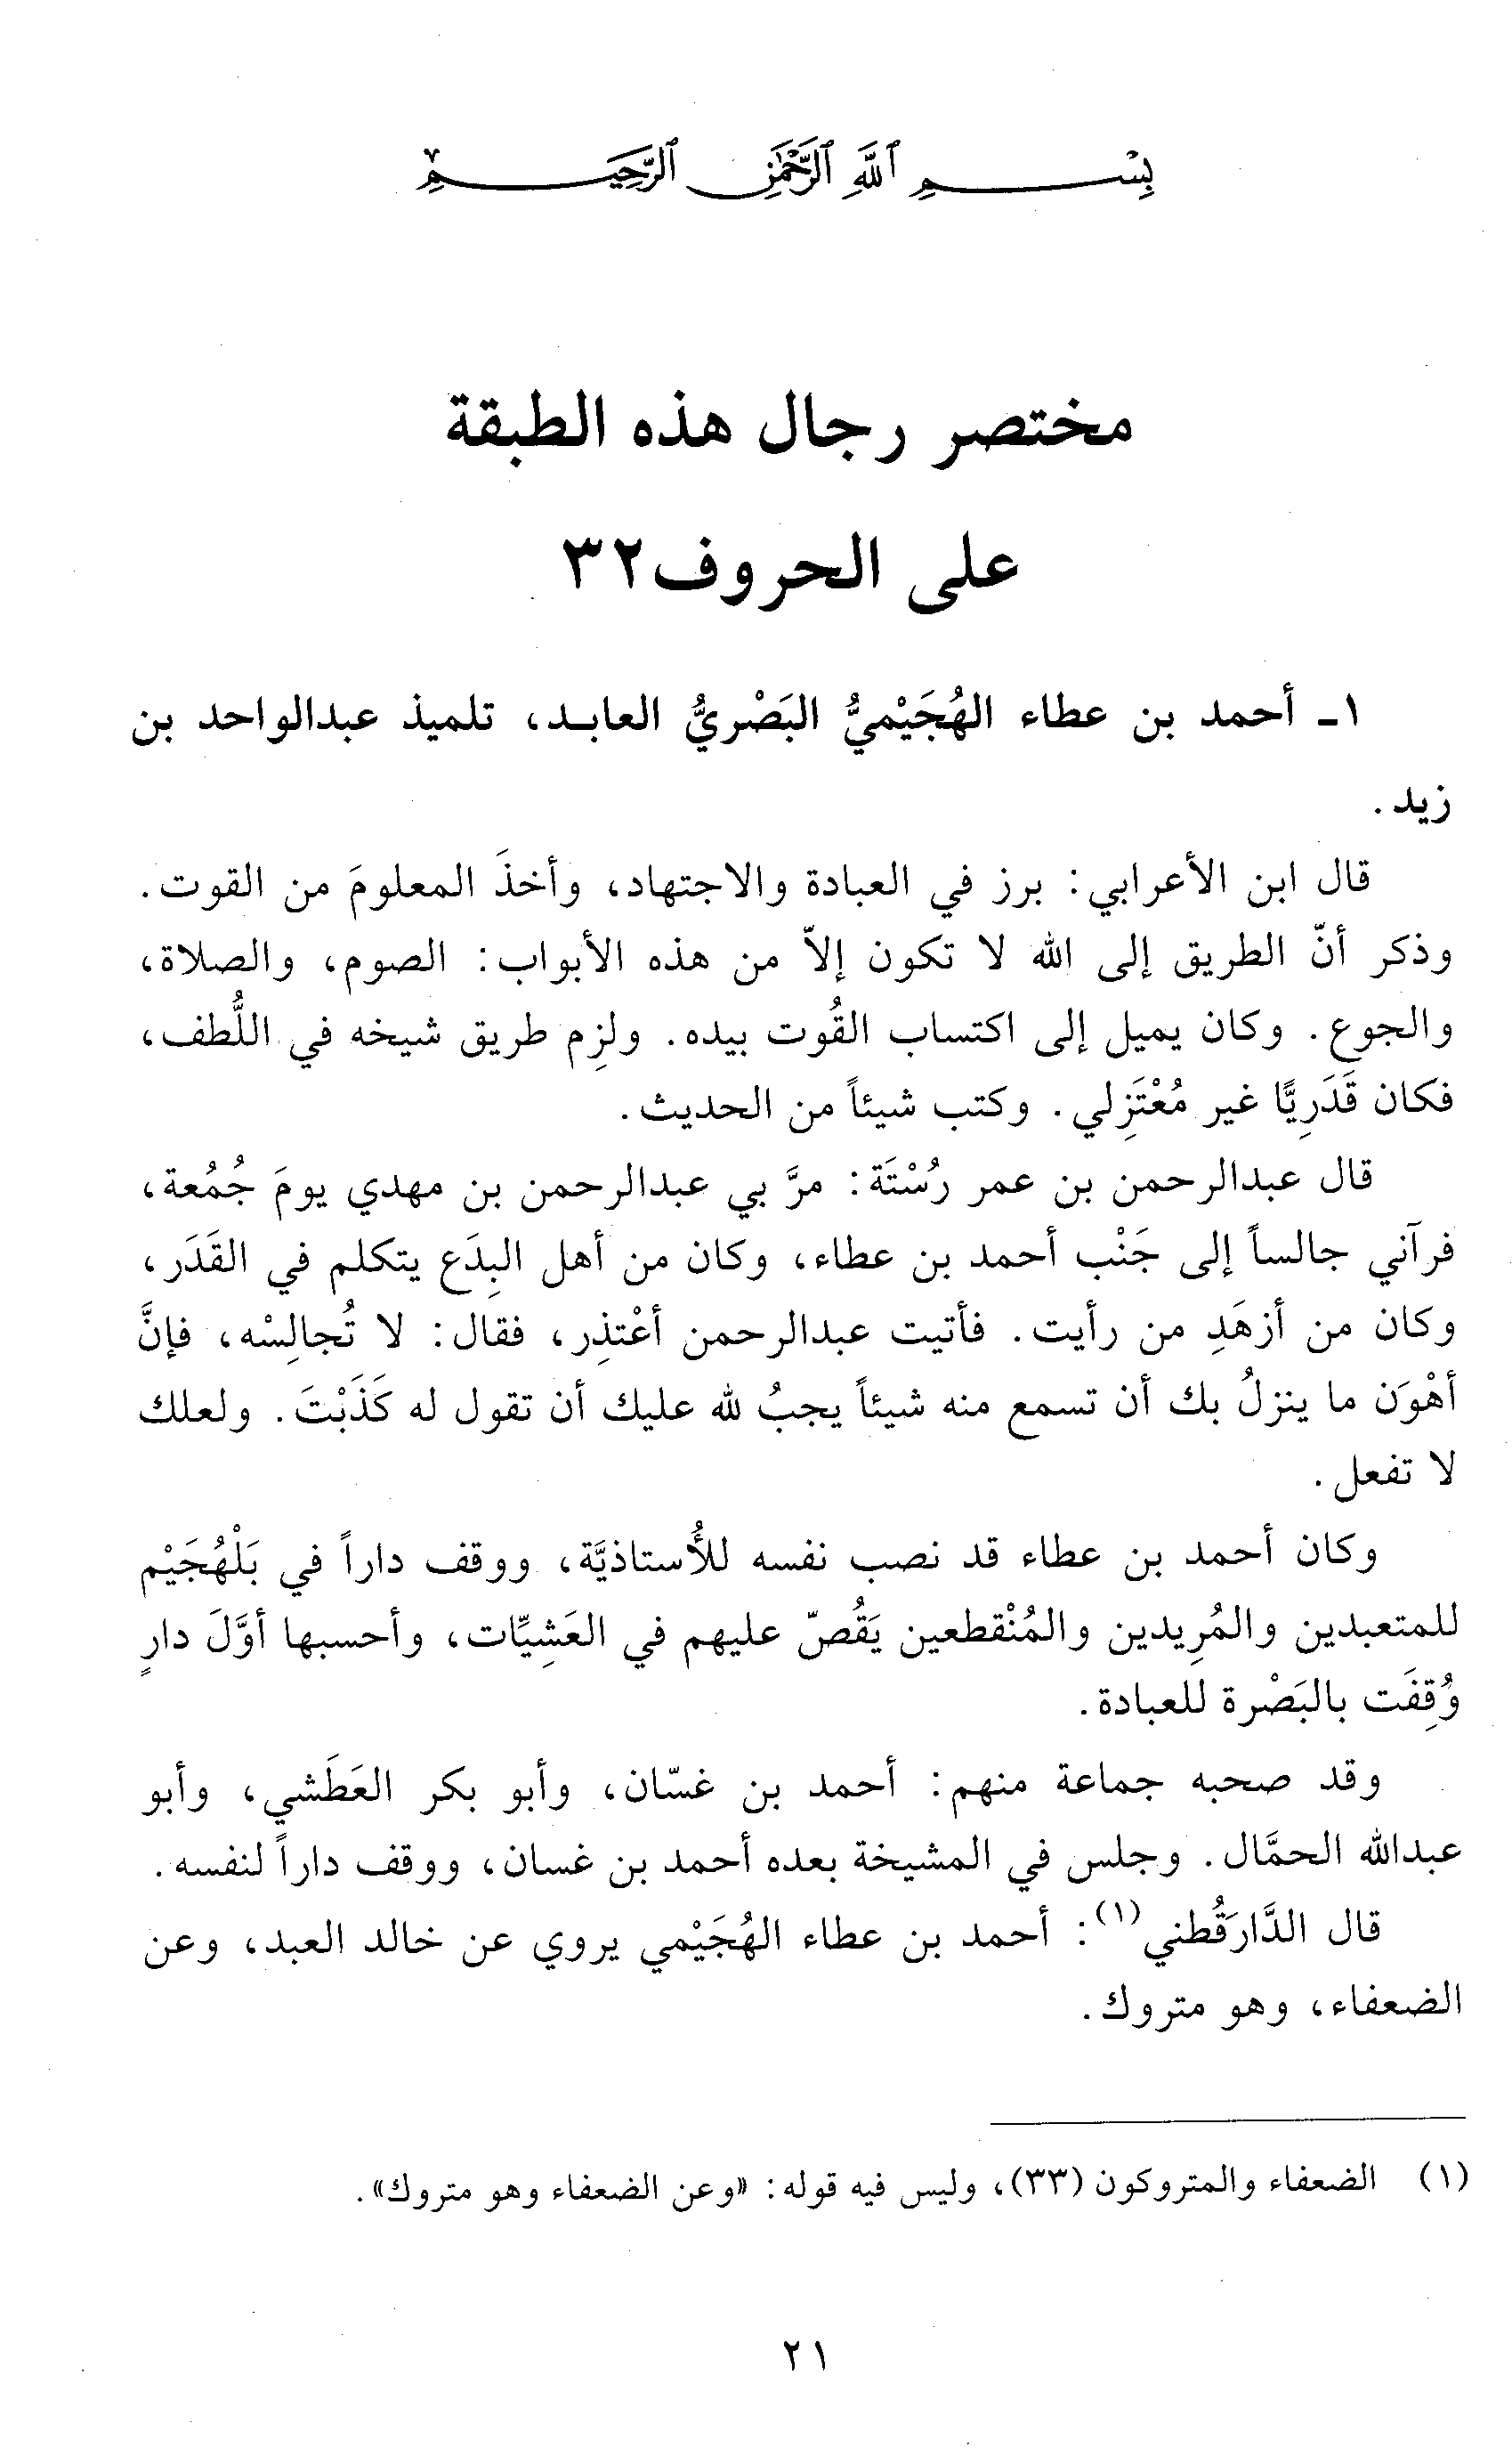 بِسْمِ ٱللَّهِ ٱلرَّحْمَٰنِ ٱلرَّحِيمِ
مختصر رجال هذه الطبقة
على الحروف٣٢
١ـ أحمد بن عطاء الهُجَيْميُّ البَصْريُّ العابـد، تلميذ عبدالواحد بن
زيد.
قال ابن الأعرابي: برز في العبادة والاجتهاد، وأخذَ المعلومَ من القوت.
وذكر أنّ الطريق إلى الله لا تكون إلاّ من هذه الأبواب: الصوم، والصلاة،
والجوع. وكان يميل إلى اكتساب القُوت بيده. ولزِم طريق شيخه في اللُّطف،
فكان قَدَرِيًّا غير مُعْتَزِلي. وكتب شيئاً من الحديث.
قال عبدالرحمن بن عمر رُسْتَة: مرَّ بي عبدالرحمن بن مهدي يومَ جُمُعة،
فرآني جالساً إلى جَنْب أحمد بن عطاء، وكان من أهل البِدَع يتكلم في القَدَر،
وكان من أزهَدِ من رأيت. فأتيت عبدالرحمن أعْتذِر، فقال: لا تُجالِسْه، فإنَّ
أهْوَن ما ينزلُ بك أن تسمع منه شيئاً يجبُ لله عليك أن تقول له كَذَبْتَ. ولعلك
لا تفعل.
وكان أحمد بن عطاء قد نصب نفسه للأُستاذيَّة، ووقف داراً في بَلْهُجَيْم
للمتعبدين والمُرِيدين والمُنْقطعين يَقُصّ عليهم في العَشِيَّات، وأحسبها أوَّلَ دارٍ
وُقِفَت بالبَصْرة للعبادة.
وقد صحبه جماعة منهم: أحمد بن غسّان، وأبو بكر العَطَشي، وأبو
عبدالله الحمَّال. وجلس في المشيخة بعده أحمد بن غسان، ووقف داراً لنفسه.
قال الدَّارَقُطني(١): أحمد بن عطاء الهُجَيْمي يروي عن خالد العبد، وعن
الضعفاء، وهو متروك.
(١) الضعفاء والمتروكون (٣٣)، وليس فيه قوله: «وعن الضعفاء وهو متروك».
٢١